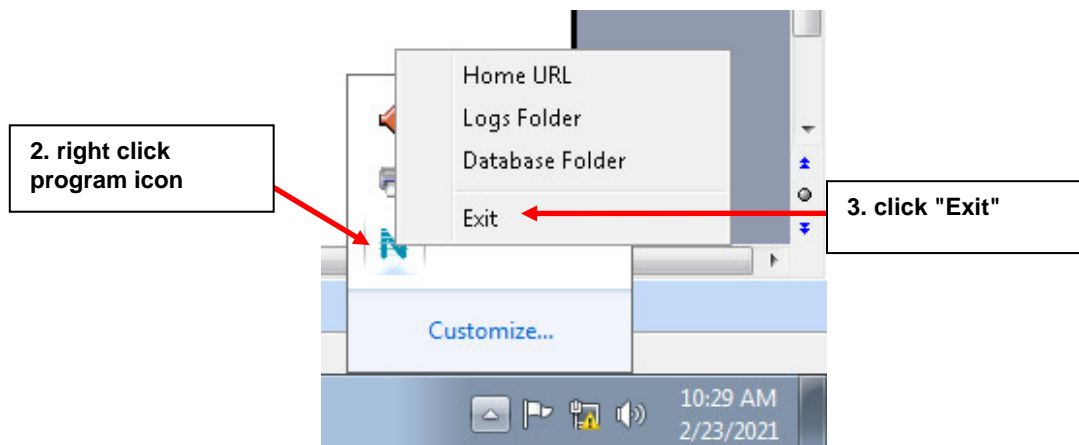 Home URL
Logs Folder
Database Folder
Exit
2. right click
program icon
3. click "Exit"
Customize...
10:29 AM
2/23/2021